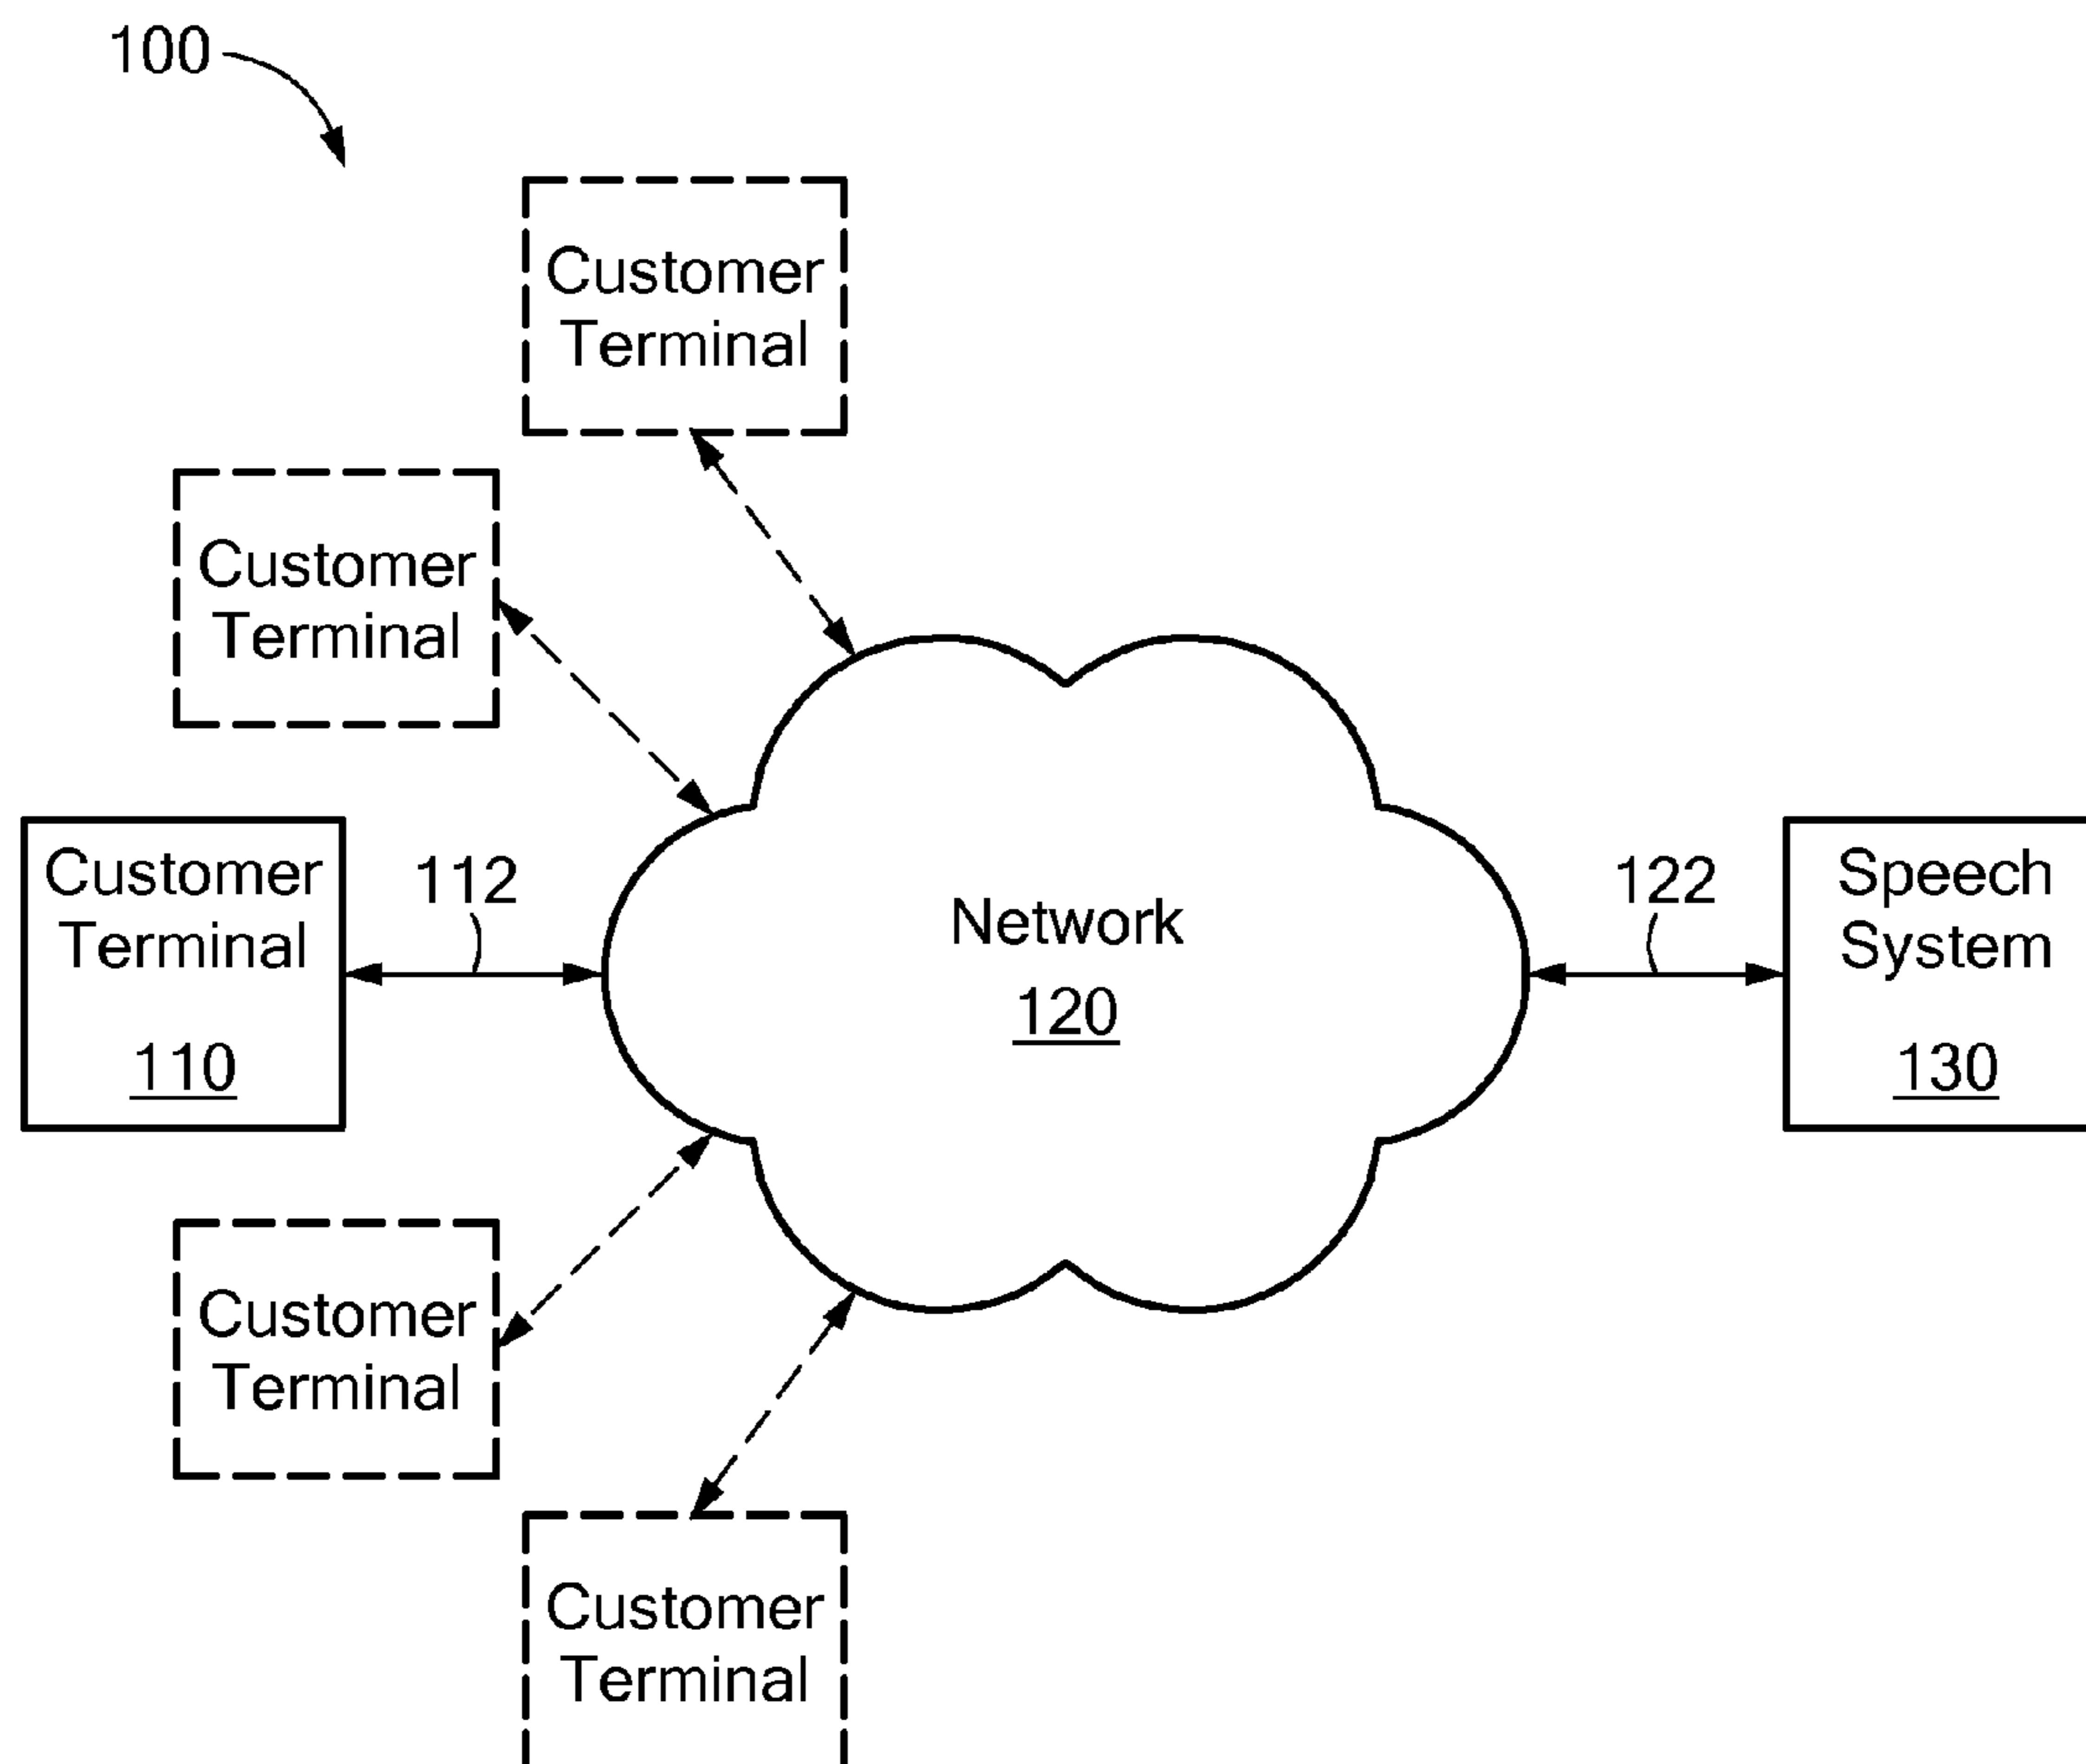 100
Customer
Terminal
Customer
Terminal
Customer
Terminal
110
112
Network
120
122
Speech
System
130
Customer
Terminal
Customer
Terminal